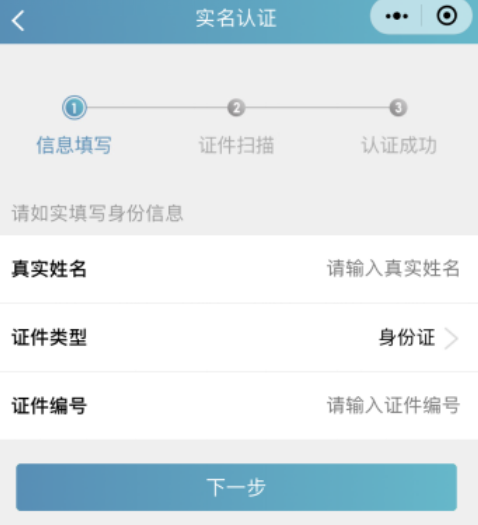 实名认证
1 2 3
信息填写 证件扫描 认证成功
请如实填写身份信息
真实姓名 请输入真实姓名
证件类型 身份证
证件编号 请输入证件编号
下一步